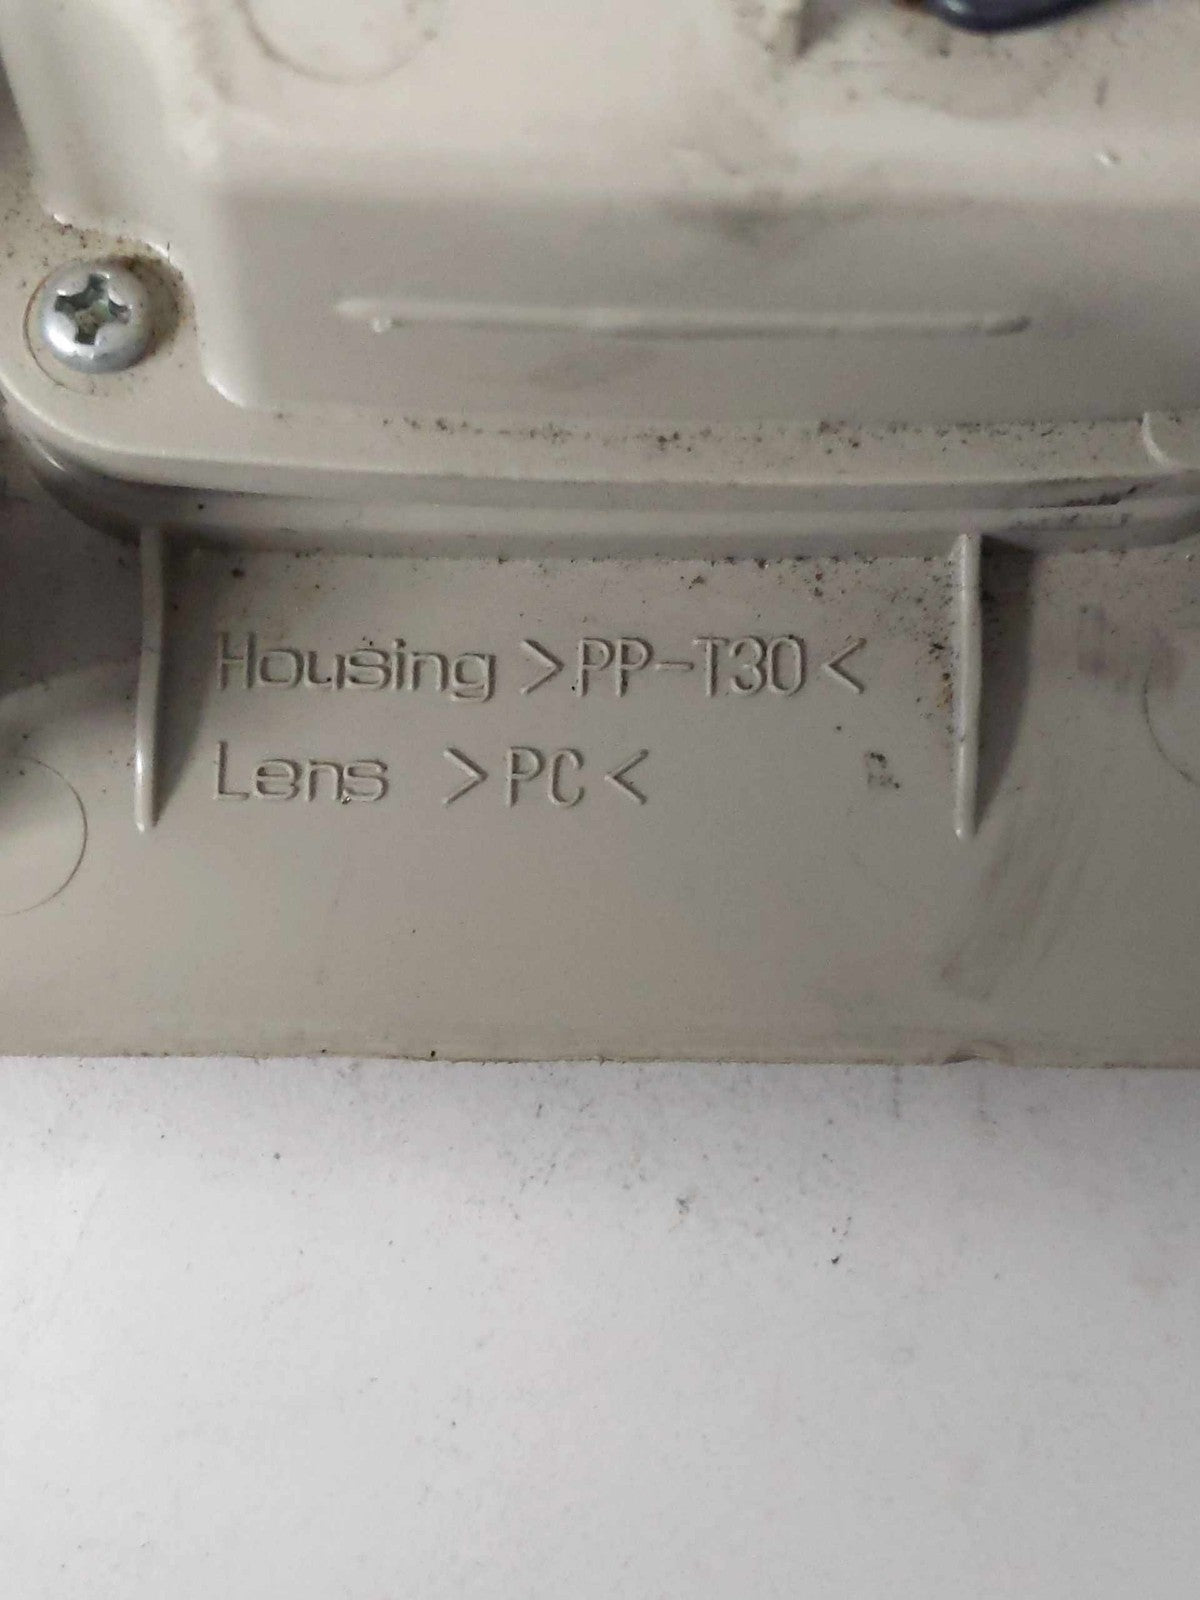 Housing >PP-T30<
Lens >PC<